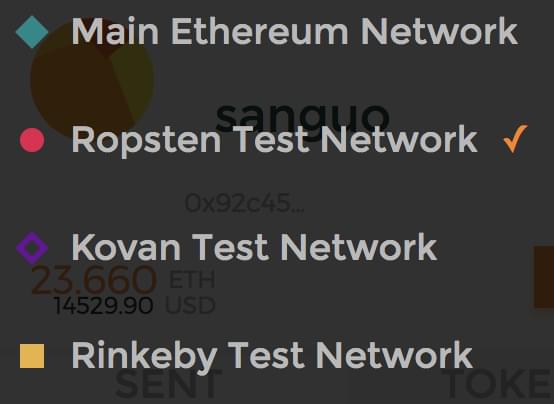 Main Ethereum Network
sanguo
Ropsten Test Network ✓
0x92c45...
Kovan Test Network
23.660 ETH
14529.90 USD
Rinkeby Test Network
SENT TOKE